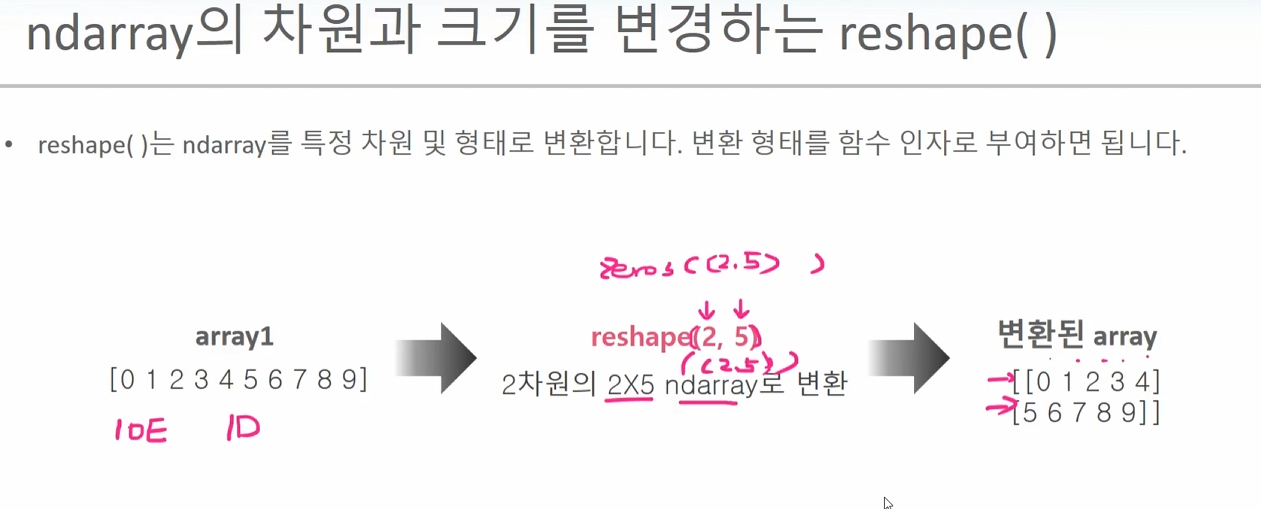 ndarray의 차원과 크기를 변경하는 reshape( )
• reshape( )는 ndarray를 특정 차원 및 형태로 변환합니다. 변환 형태를 함수 인자로 부여하면 됩니다.
zeros((2.5) )
array1
[0 1 2 3 4 5 6 7 8 9]
10E 1D
reshape(2, 5)
((2.5))
2차원의 2X5 ndarray로 변환
변환된 array
[[0 1 2 3 4]
[5 6 7 8 9]]